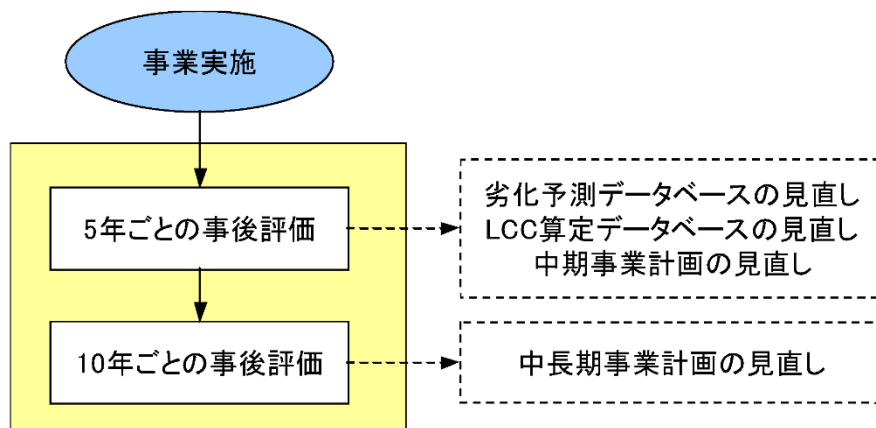 事業実施
5年ごとの事後評価
劣化予測データベースの見直し
LCC算定データベースの見直し
中期事業計画の見直し
10年ごとの事後評価
中長期事業計画の見直し